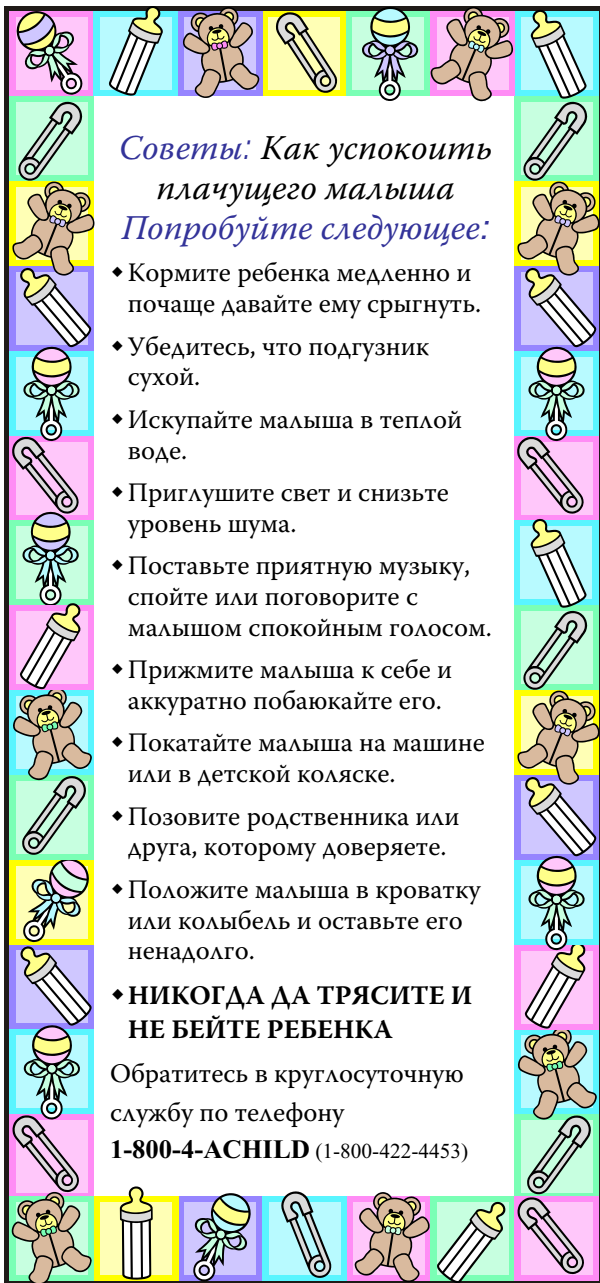 Советы: Как успокоить
плачущего малыша
Попробуйте следующее:
◆ Кормите ребенка медленно и
почаще давайте ему срыгнуть.
◆ Убедитесь, что подгузник
сухой.
◆ Искупайте малыша в теплой
воде.
◆ Приглушите свет и снизьте
уровень шума.
◆ Поставьте приятную музыку,
спойте или поговорите с
малышом спокойным голосом.
◆ Прижмите малыша к себе и
аккуратно побаюкайте его.
◆ Покатайте малыша на машине
или в детской коляске.
◆ Позовите родственника или
друга, которому доверяете.
◆ Положите малыша в кроватку
или колыбель и оставьте его
ненадолго.
◆ НИКОГДА ДА ТРЯСИТЕ И
НЕ БЕЙТЕ РЕБЕНКА
Обратитесь в круглосуточную
службу по телефону
1-800-4-ACHILD (1-800-422-4453)